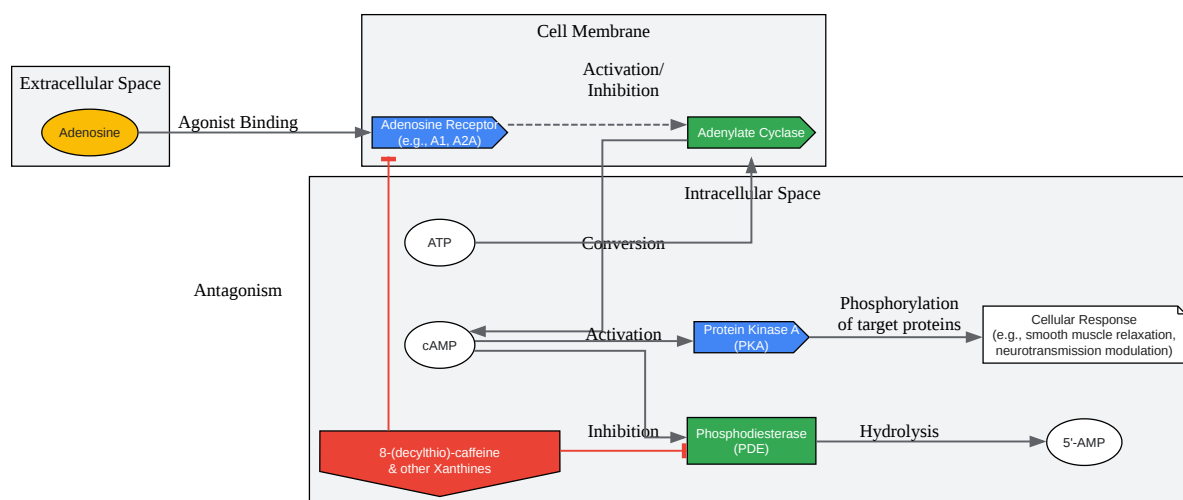 Cell Membrane
Extracellular Space
Activation/
Inhibition
Adenosine
Agonist Binding
Adenosine Receptor
(e.g., A1, A2A)
Adenylate Cyclase
Intracellular Space
ATP
Conversion
Antagonism
cAMP
Activation
Protein Kinase A
(PKA)
Phosphorylation
of target proteins
Cellular Response
(e.g., smooth muscle relaxation,
neurotransmission modulation)
8-(decylthio)-caffeine
& other Xanthines
Inhibition
Phosphodiesterase
(PDE)
Hydrolysis
5'-AMP